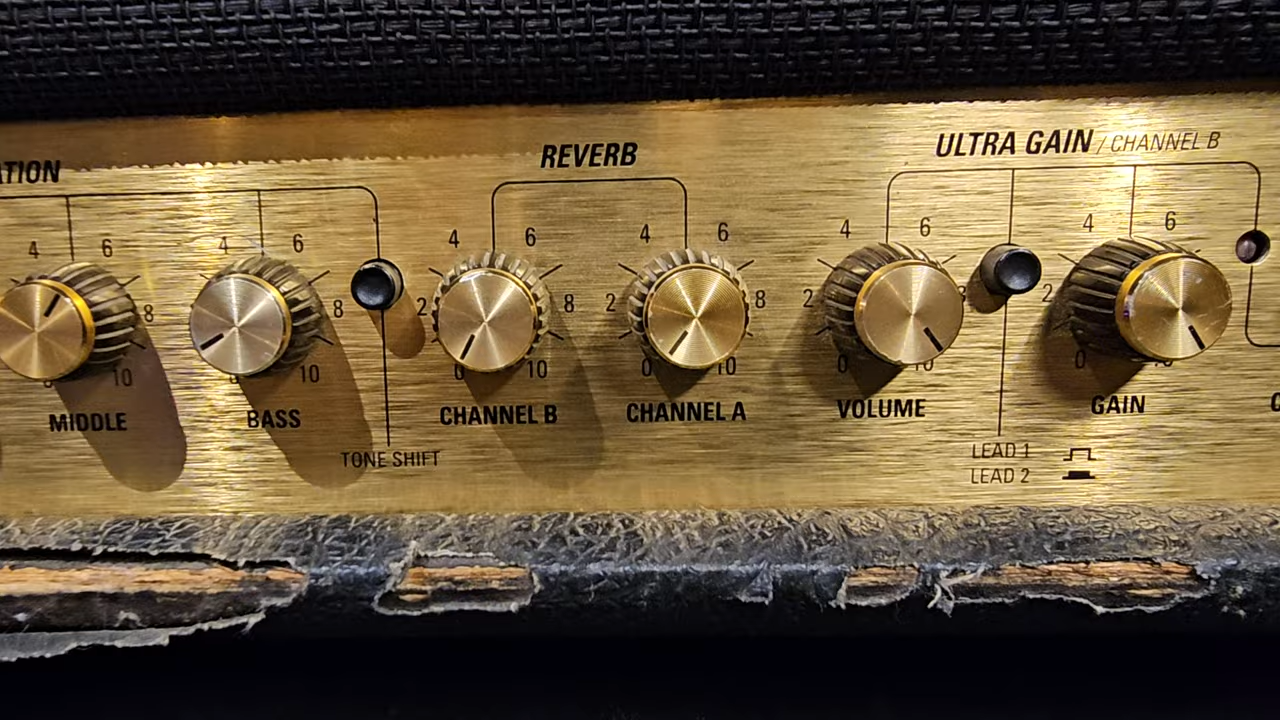 ATION
REVERB
ULTRA GAIN / CHANNEL B
4 6 4 6 4 6 4 6 4 6 4 6
8 8 2 8 2 8 2 2
10 10 0 10 0 10 0 0
MIDDLE BASS CHANNEL B CHANNEL A VOLUME GAIN
TONE SHIFT
LEAD 1
LEAD 2